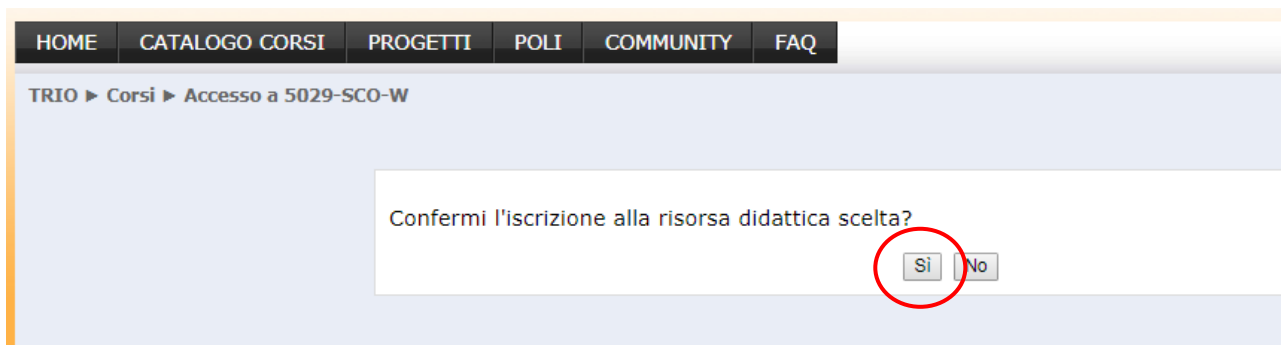 HOME CATALOGO CORSI PROGETTI POLI COMMUNITY FAQ
TRIO ► Corsi ► Accesso a 5029-SCO-W
Confermi l'iscrizione alla risorsa didattica scelta?
Sì No